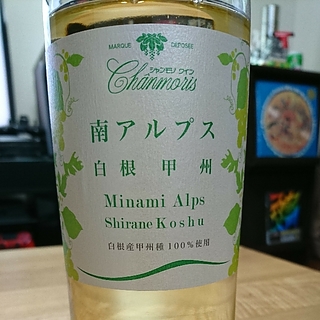 MARQUE DEPOSEE
シャンモリ ワイン
Chanmoris
南アルプス
白根 甲州
Minami Alps
Shirane Koshu
白根産甲州種100%使用